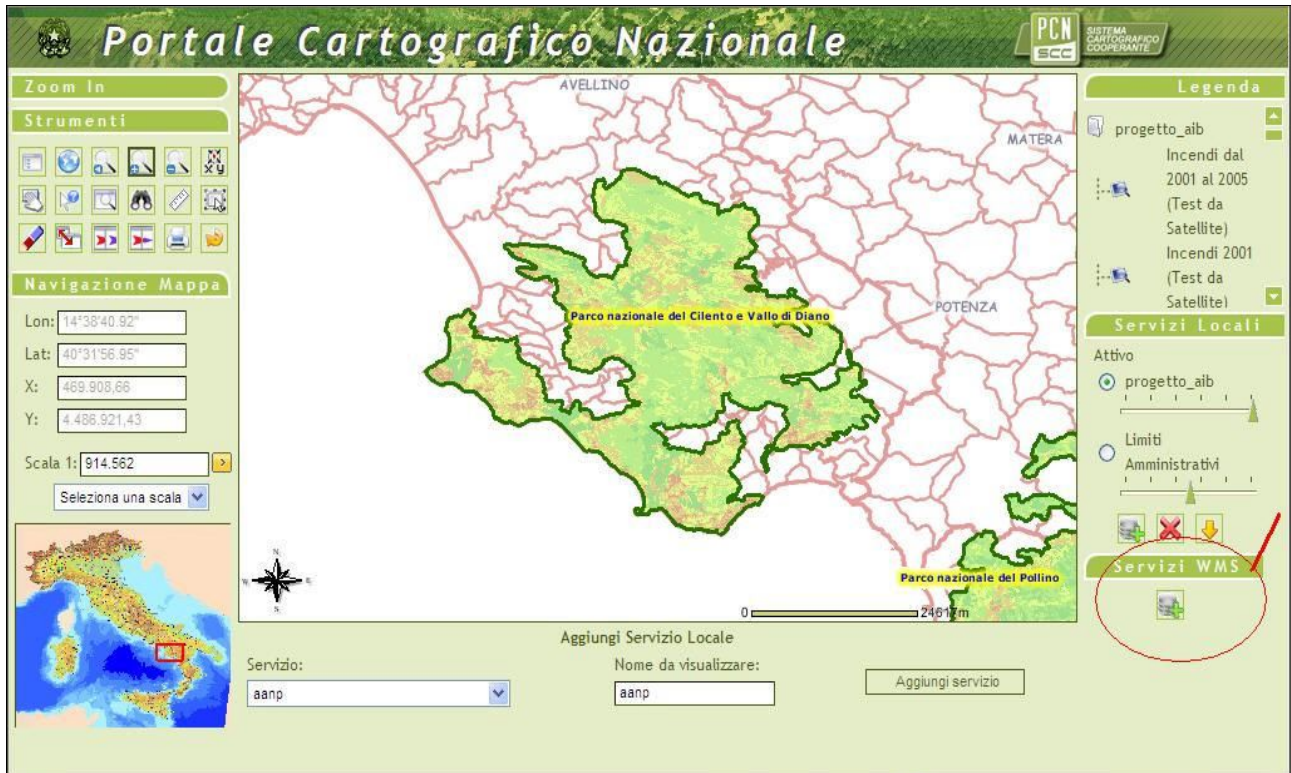 Portale Cartografico Nazionale
PCN
SCC
SISTEMA
CARTOGRAFICO
COOPERANTE
Zoom In
Strumenti
Navigazione Mappa
Lon: 14°38'40.92"
Lat: 40°31'56.95"
X: 469.908,66
Y: 4.486.921,43
Scala 1: 914.562
Seleziona una scala
AVELLINO
MATERA
POTENZA
Parco nazionale del Cilento e Vallo di Diano
Parco nazionale del Pollino
N
S
0 24617m
Legenda
progetto_aib
Incendi dal
2001 al 2005
(Test da
Satellite)
Incendi 2001
(Test da
Satellite)
Servizi Locali
Attivo
progetto_aib
Limiti
Amministrativi
Servizi WMS
Aggiungi Servizio Locale
Servizio:
aanp
Nome da visualizzare:
aanp
Aggiungi servizio